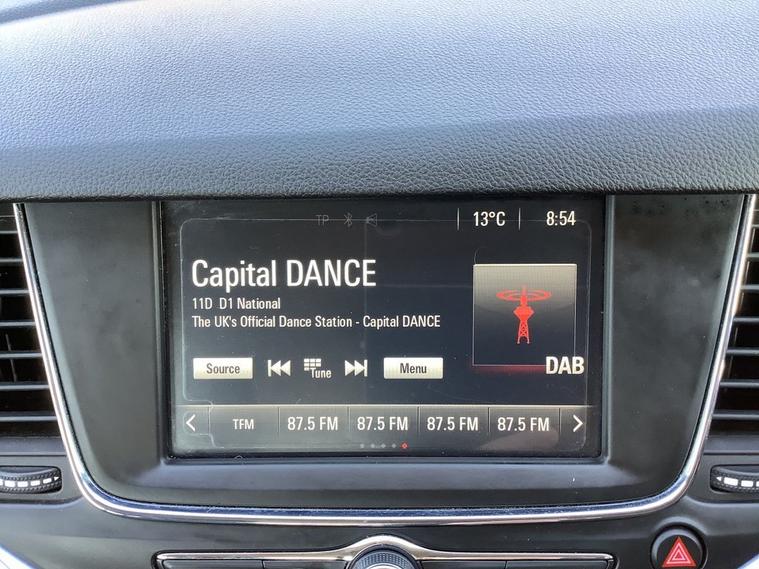 TP 13°C 8:54
Capital DANCE
11D D1 National
The UK's Official Dance Station - Capital DANCE
Source Tune Menu
DAB
TFM 87.5 FM 87.5 FM 87.5 FM 87.5 FM